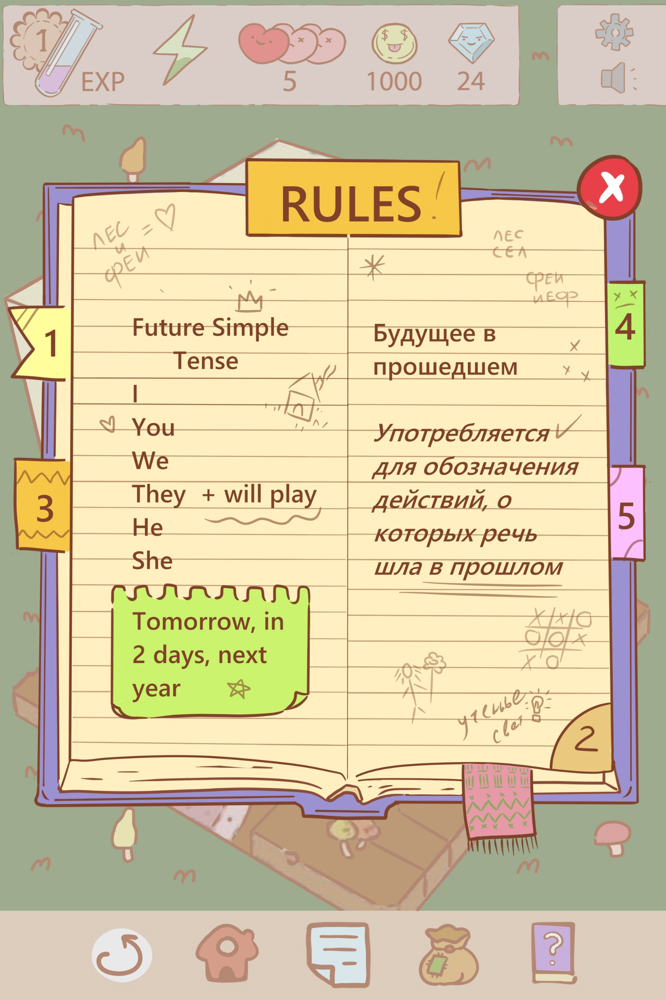 1
EXP
5
1000
24
RULES!
ЛЕС
и
ФЕИ
=
ЛЕС
СЕЛ
ФЕИ
ИЕФ
1
Future Simple
Tense
I
You
We
They + will play
He
She
3
Tomorrow, in
2 days, next
year
Будущее в
прошедшем
Употребляется
для обозначения
действий, о
которых речь
шла в прошлом
4
5
ученье
свет
2
?